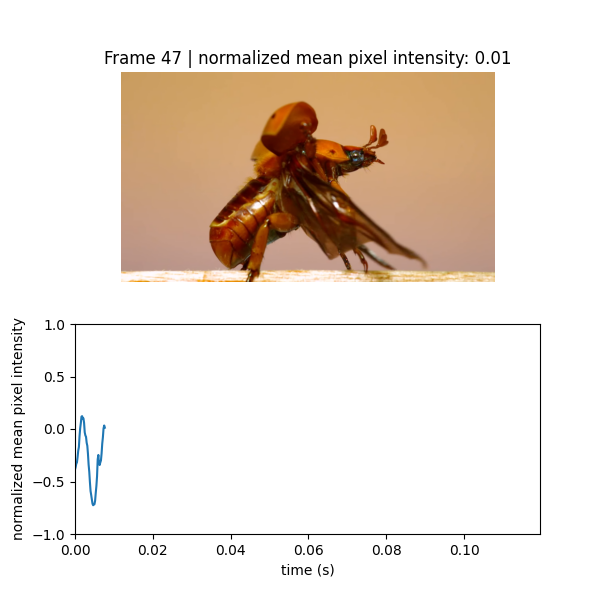 Frame 47 | normalized mean pixel intensity: 0.01
normalized mean pixel intensity
1.0
0.5
0.0
−0.5
−1.0
0.00 0.02 0.04 0.06 0.08 0.10
time (s)